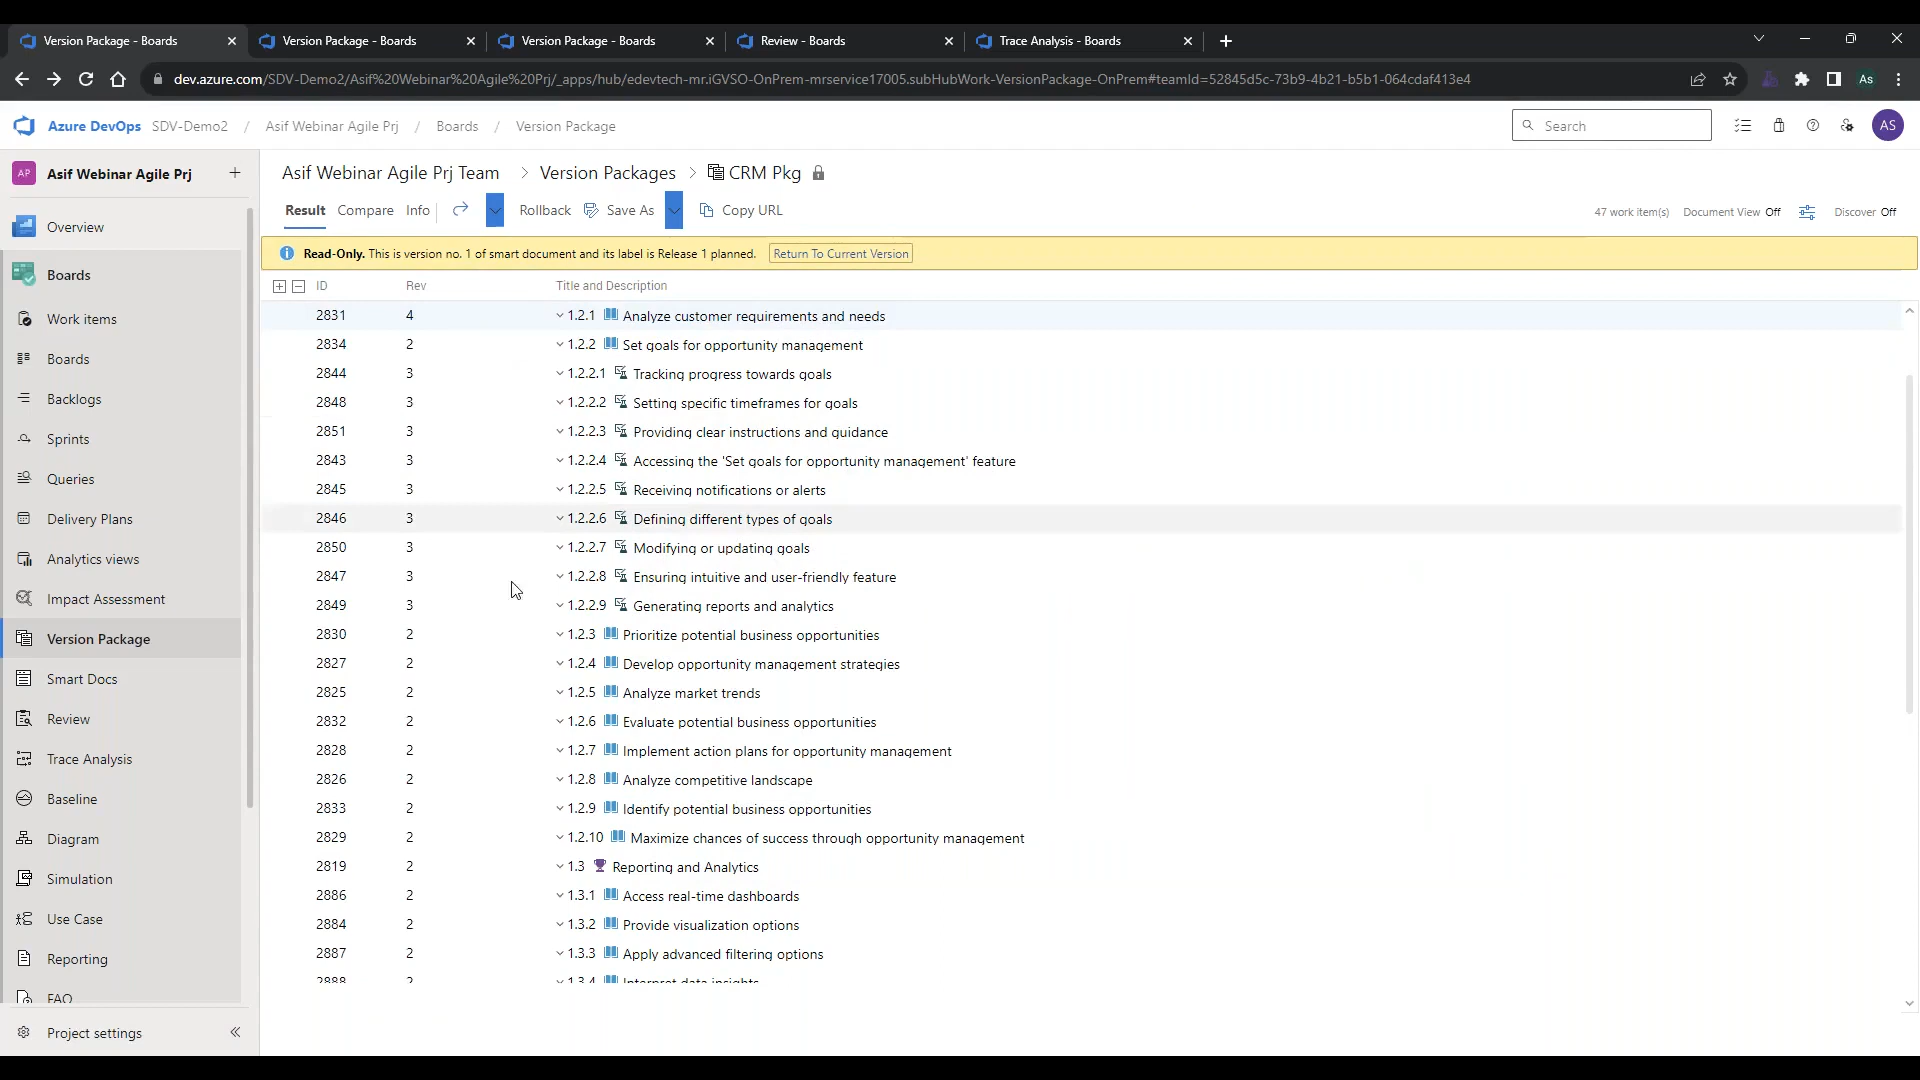 Version Package - Boards
Version Package - Boards
Version Package - Boards
Review - Boards
Trace Analysis - Boards
dev.azure.com/SDV-Demo2/Asif%20Webinar%20Agile%20Prj/_apps/hub/edevtech-mr.iGVSO-OnPrem-mrservice17005.subHubWork-VersionPackage-OnPrem#teamId=52845d5c-73b9-4b21-b5b1-064cdaf413e4
As
Azure DevOps SDV-Demo2 / Asif Webinar Agile Prj / Boards / Version Package
Search
AS
AP Asif Webinar Agile Prj +
Overview
Boards
Work items
Boards
Backlogs
Sprints
Queries
Delivery Plans
Analytics views
Impact Assessment
Version Package
Smart Docs
Review
Trace Analysis
Baseline
Diagram
Simulation
Use Case
Reporting
FAQ
Project settings
Asif Webinar Agile Prj Team > Version Packages > CRM Pkg
Result Compare Info Rollback Save As Copy URL
47 work item(s) Document View Off Discover Off
Read-Only. This is version no. 1 of smart document and its label is Release 1 planned. Return To Current Version
ID Rev Title and Description
2831 4 1.2.1 Analyze customer requirements and needs
2834 2 1.2.2 Set goals for opportunity management
2844 3 1.2.2.1 Tracking progress towards goals
2848 3 1.2.2.2 Setting specific timeframes for goals
2851 3 1.2.2.3 Providing clear instructions and guidance
2843 3 1.2.2.4 Accessing the 'Set goals for opportunity management' feature
2845 3 1.2.2.5 Receiving notifications or alerts
2846 3 1.2.2.6 Defining different types of goals
2850 3 1.2.2.7 Modifying or updating goals
2847 3 1.2.2.8 Ensuring intuitive and user-friendly feature
2849 3 1.2.2.9 Generating reports and analytics
2830 2 1.2.3 Prioritize potential business opportunities
2827 2 1.2.4 Develop opportunity management strategies
2825 2 1.2.5 Analyze market trends
2832 2 1.2.6 Evaluate potential business opportunities
2828 2 1.2.7 Implement action plans for opportunity management
2826 2 1.2.8 Analyze competitive landscape
2833 2 1.2.9 Identify potential business opportunities
2829 2 1.2.10 Maximize chances of success through opportunity management
2819 2 1.3 Reporting and Analytics
2886 2 1.3.1 Access real-time dashboards
2884 2 1.3.2 Provide visualization options
2887 2 1.3.3 Apply advanced filtering options
2888 2 1.3.4 Interpret data insights